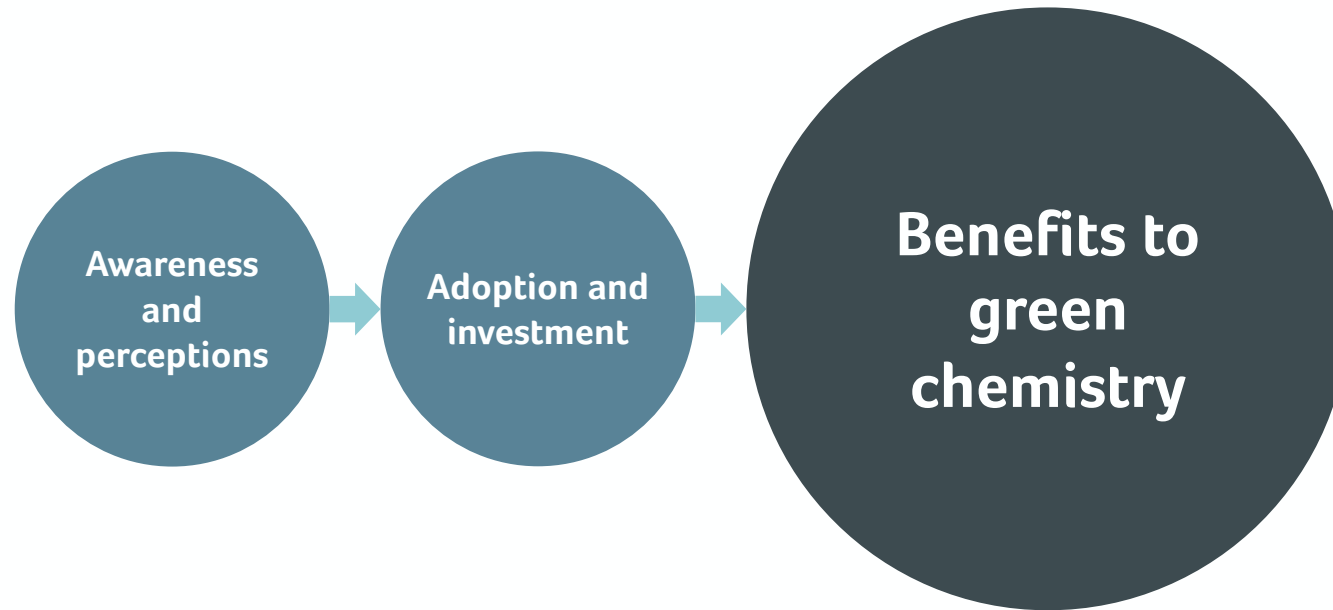 Awareness
and
perceptions
Adoption and
investment
Benefits to
green
chemistry